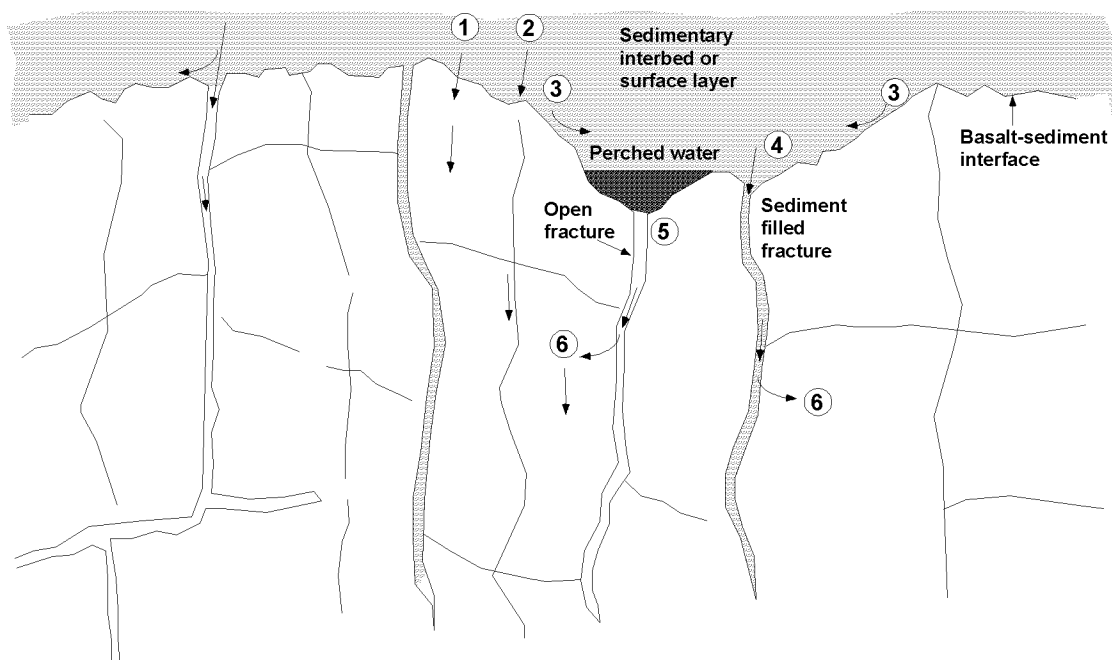 1
2
Sedimentary
interbed or
surface layer
3
3
Basalt-sediment
interface
Perched water
4
Open
fracture
5
Sediment
filled
fracture
6
6